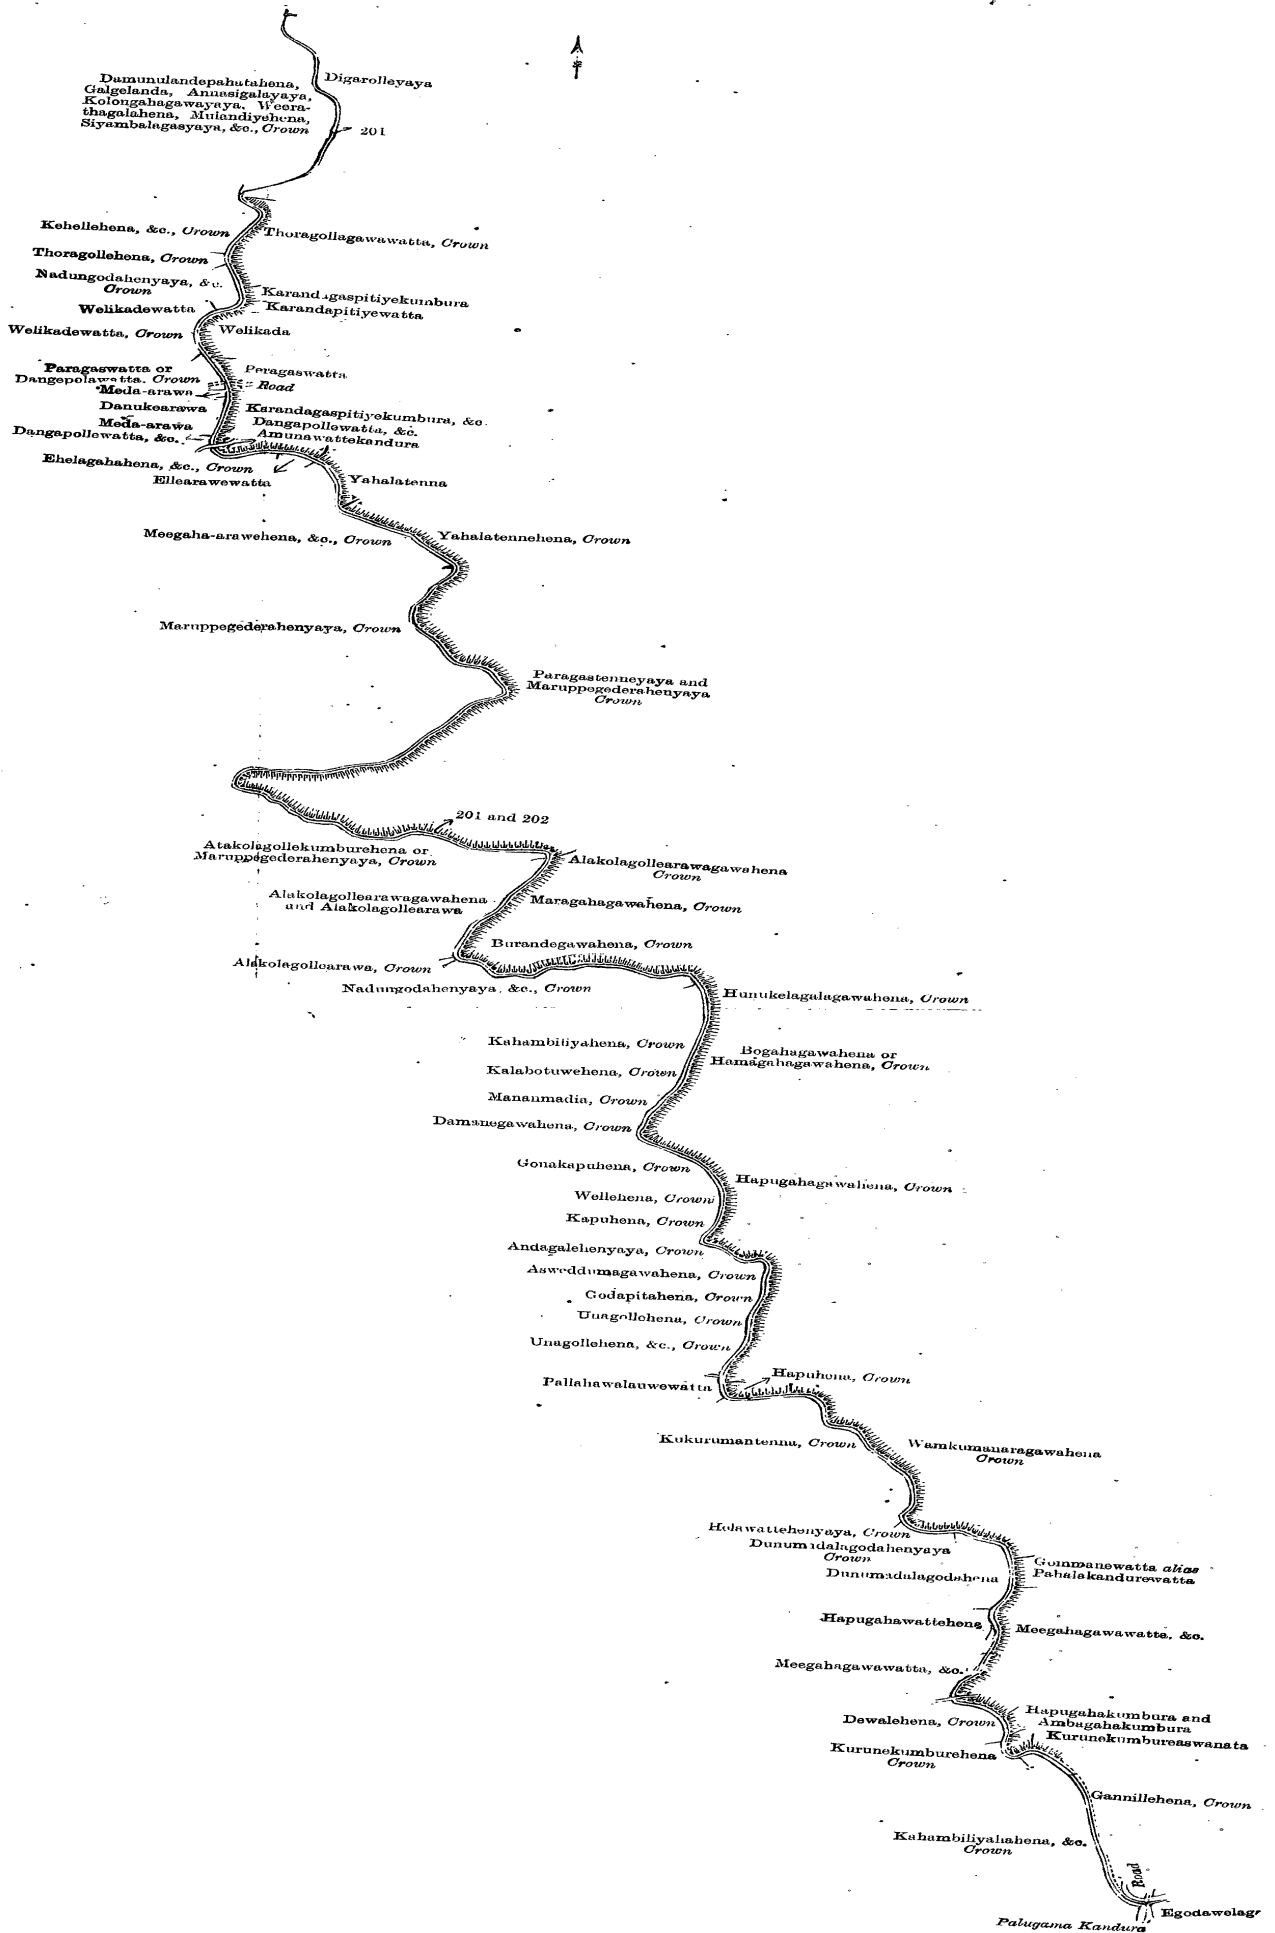 Digarolleyaya
Damunulandepahatahena,
Galgelanda, Annasigalayaya,
Kolongahagawayaya, Weera-
thagalahena, Mulandiyehena,
Siyambalagasyaya, &c., Crown
201
Kehellehena, &c., Crown
Thoragollagawawatta, Crown
Thoragollehena, Crown
Nadungodahenyaya, &c.
Crown
Karandagaspitiyekumbura
Karandapitiyewatta
Welikadewatta
Welikadewatta, Crown
Welikada
Paragaswatta or
Dangepolawatta, Crown
Peragaswatta
Road
Meda-arawa
Danukearawa
Meda-arawa
Dangapollewatta, &c.
Karandagaspitiyekumbura, &c.
Dangapollewatta, &c.
Amunawattekandura
Ehelagahahena, &c., Crown
Ellearawewatta
Yahalatenna
Meegaha-arawehena, &c., Crown
Yahalatennehena, Crown
Maruppegederahenyaya, Crown
Paragastenneyaya and
Maruppegederahenyaya
Crown
201 and 202
Atakolagollekumburehena or
Maruppegederahenyaya, Crown
Alakolagollearawagawahena
Crown
Alakolagollearawagawahena
and Alakolagollearawa
Maragahagawahena, Crown
Burandegawahena, Crown
Alakolagollearawa, Crown
Nadungodahenyaya, &c., Crown
Hunukelagalagawahena, Crown
Kahambiliyahena, Crown
Bogahagawahena or
Hamagahagawahena, Crown
Kalabotuwehena, Crown
Mananmadia, Crown
Damanegawahena, Crown
Gonakapuhena, Crown
Hapugahagawahena, Crown
Wellehena, Crown
Kapuhena, Crown
Andagalehenyaya, Crown
Asweddumagawahena, Crown
Godapitahena, Crown
Unagollehena, Crown
Unagollehena, &c., Crown
Pallahawalauwewatta
Hapuhena, Crown
Kukurumantenna, Crown
Wamkumanaragawahena
Crown
Helawattehenyaya, Crown
Dunumadalagodahenyaya
Crown
Dunumadalagodahena
Gommanewatta alias
Pahalakandurewatta
Hapugahawattehena
Meegahagawawatta, &c.
Meegahagawawatta, &c.
Dewalehena, Crown
Hapugahakumbura and
Ambagahakumbura
Kurunekumbureaswanata
Kurunekumburehena
Crown
Gannillehena, Crown
Kahambiliyahahena, &c.
Crown
Road
Egodawelagr
Palugama Kandura